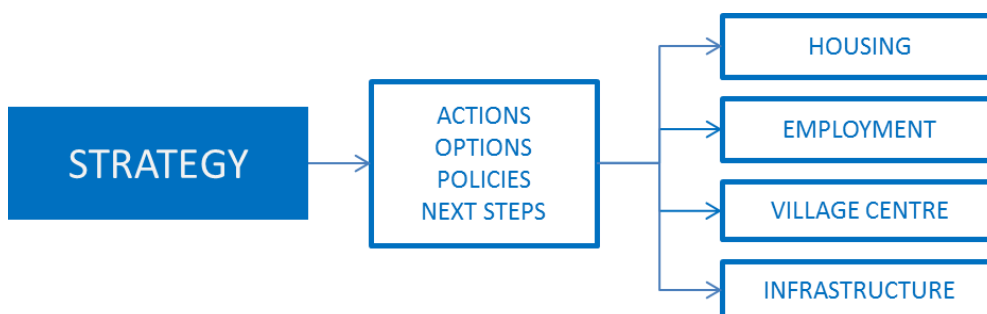 STRATEGY
ACTIONS
OPTIONS
POLICIES
NEXT STEPS
HOUSING
EMPLOYMENT
VILLAGE CENTRE
INFRASTRUCTURE